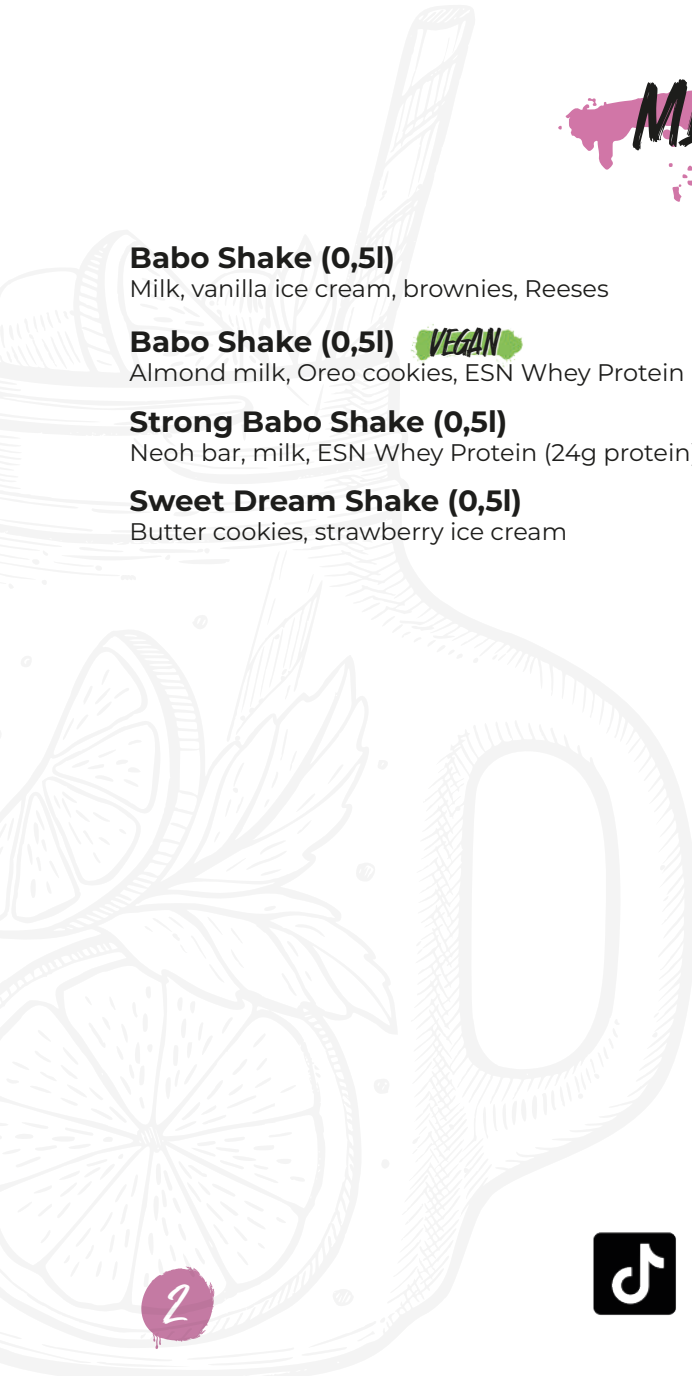 Babo Shake (0,5l)
Milk, vanilla ice cream, brownies, Reeses
Babo Shake (0,5l) VEGAN
Almond milk, Oreo cookies, ESN Whey Protein
Strong Babo Shake (0,5l)
Neoh bar, milk, ESN Whey Protein (24g protein)
Sweet Dream Shake (0,5l)
Butter cookies, strawberry ice cream
2